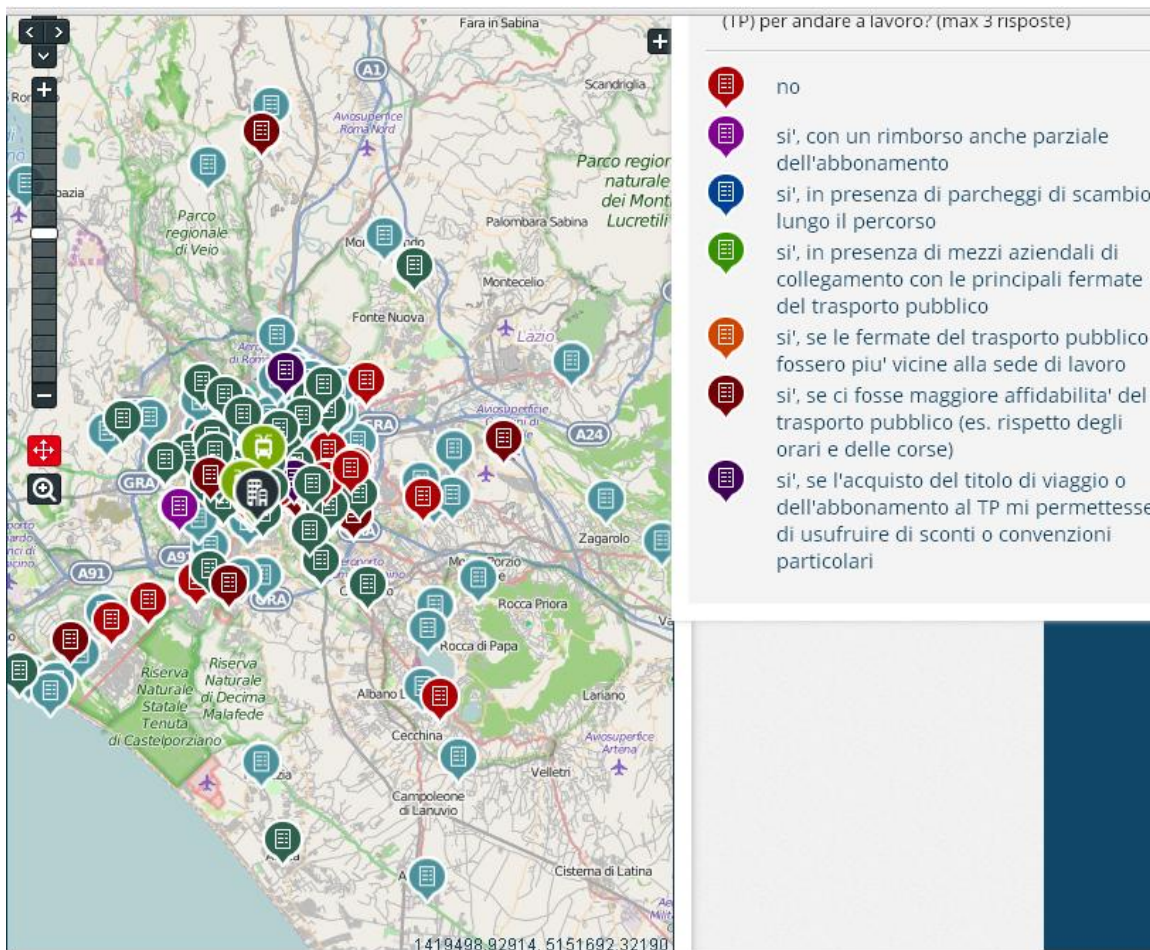 Fara in Sabina
A1
Scandriglia
Aviosuperfice
Roma Nord
Parco
naturale
dei Monti
Lucretili
Parco
regionale
di Veio
Palombara Sabina
Montecelio
Fonte Nuova
Lazio
Aviosuperficie
GRA
A24
GRA
Zagarolo
A91
GRA
Rocca Priora
Rocca di Papa
Riserva
Naturale
Statale
Tenuta
di Castelporziano
Riserva
Naturale
di Decima
Malafede
Albano L
Lariano
Cecchina
Aviosuperfice
Artena
Velletri
Campoleone
di Lanuvio
Cisterna di Latina
1419498.92914, 5151692.32190
(TP) per andare a lavoro? (max 3 risposte)
no
si', con un rimborso anche parziale
dell'abbonamento
si', in presenza di parcheggi di scambio
lungo il percorso
si', in presenza di mezzi aziendali di
collegamento con le principali fermate
del trasporto pubblico
si', se le fermate del trasporto pubblico
fossero piu' vicine alla sede di lavoro
si', se ci fosse maggiore affidabilita' del
trasporto pubblico (es. rispetto degli
orari e delle corse)
si', se l'acquisto del titolo di viaggio o
dell'abbonamento al TP mi permettesse
di usufruire di sconti o convenzioni
particolari